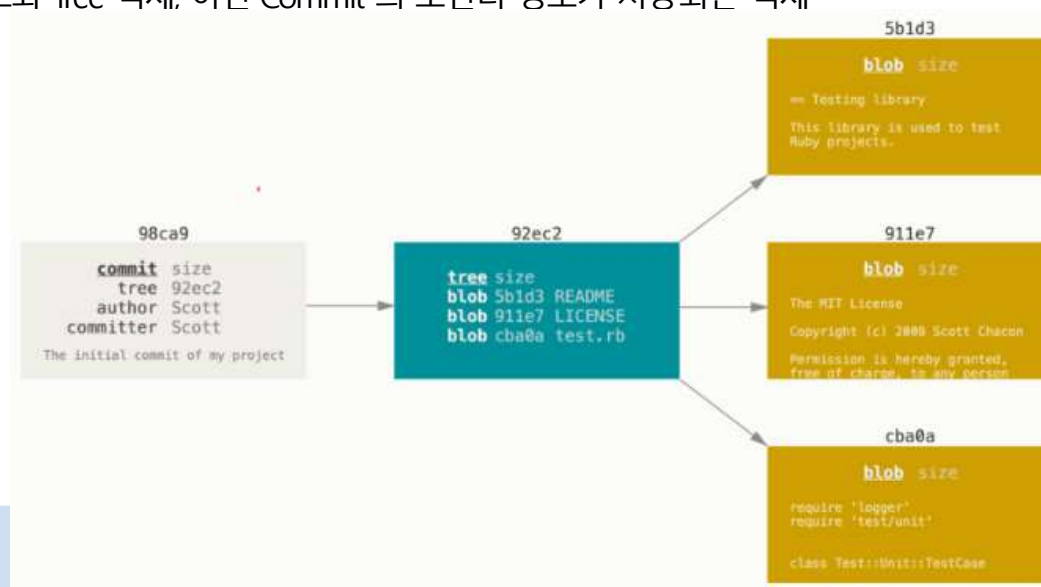 5b1d3
blob size
== Testing library
This library is used to test
Ruby projects.
98ca9
commit size
tree 92ec2
author Scott
committer Scott
The initial commit of my project
92ec2
tree size
blob 5b1d3 README
blob 911e7 LICENSE
blob cba0a test.rb
911e7
blob size
The MIT License
Copyright (c) 2008 Scott Chacon
Permission is hereby granted,
free of charge, to any person
cba0a
blob size
require 'logger'
require 'test/unit'
class Test::Unit::TestCase